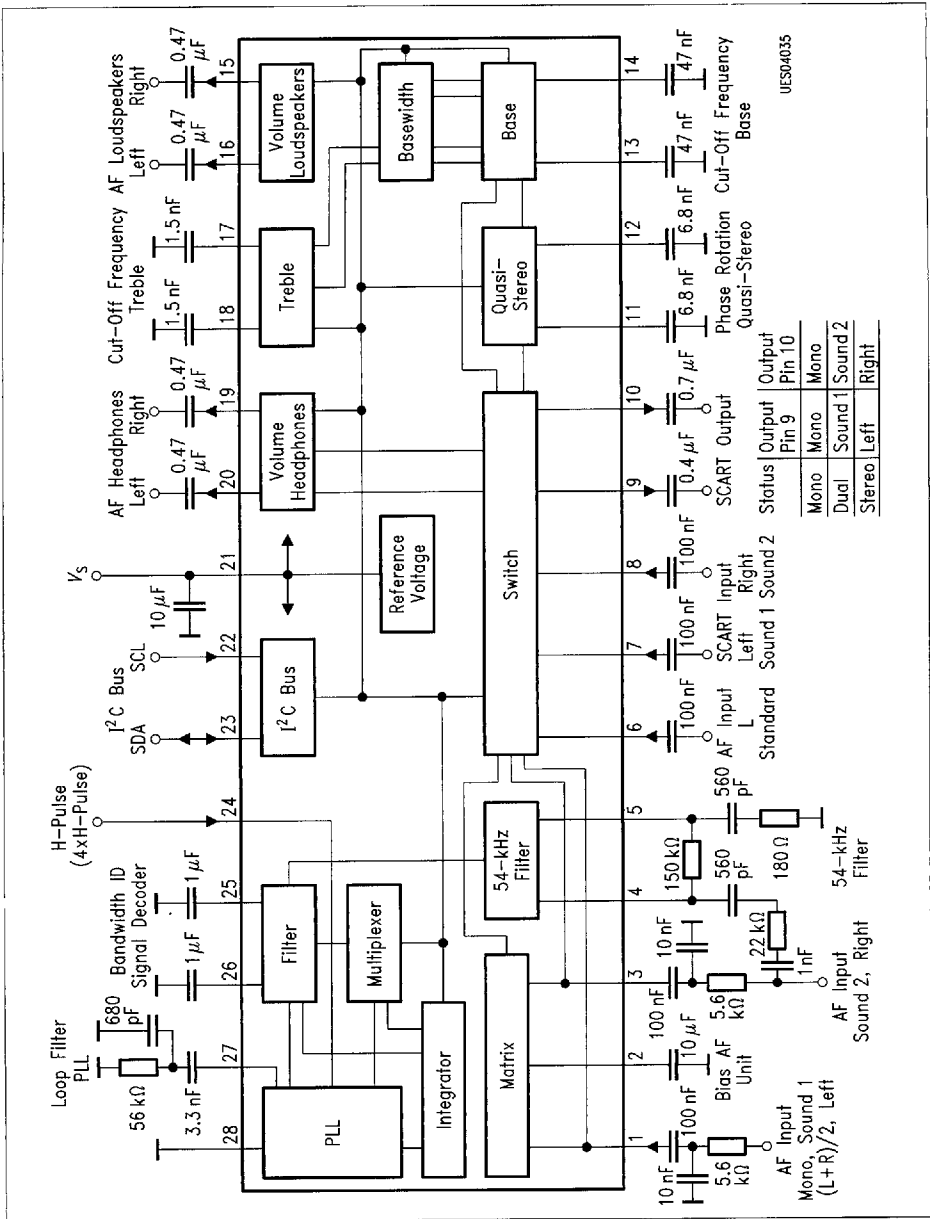 Loop Filter
PLL
Bandwidth ID
Signal Decoder
H-Pulse
(4xH-Pulse)
I²C Bus
SDA
SCL
VS
AF Headphones
Left
Right
Cut-Off Frequency
Treble
AF Loudspeakers
Left
Right
56 kΩ
680
pF
3.3 nF
1 µF
1 µF
10 µF
0.47
µF
0.47
µF
1.5 nF
1.5 nF
0.47
µF
0.47
µF
28
27
26
25
24
23
22
21
20
19
18
17
16
15
PLL
Filter
Multiplexer
Integrator
I²C Bus
Reference
Voltage
Volume
Headphones
Treble
Volume
Loudspeakers
Basewidth
Base
Quasi-
Stereo
Switch
54-kHz
Filter
Matrix
1
2
3
4
5
6
7
8
9
10
11
12
13
14
10 nF
100 nF
5.6
kΩ
10 µF
100 nF
10 nF
5.6
kΩ
22 kΩ
1 nF
150 kΩ
560
pF
560
pF
180 Ω
100 nF
100 nF
100 nF
0.4 µF
0.7 µF
6.8 nF
6.8 nF
47 nF
47 nF
AF Input
Mono, Sound 1
(L+R)/2, Left
Bias AF
Unit
AF Input
Sound 2, Right
54-kHz
Filter
AF Input
L
Standard
SCART Input
Left Right
Sound 1 Sound 2
SCART Output
Phase Rotation
Quasi-Stereo
Cut-Off Frequency
Base
Status Output Output
Pin 9 Pin 10
Mono Mono Mono
Dual Sound 1 Sound 2
Stereo Left Right
UES04035